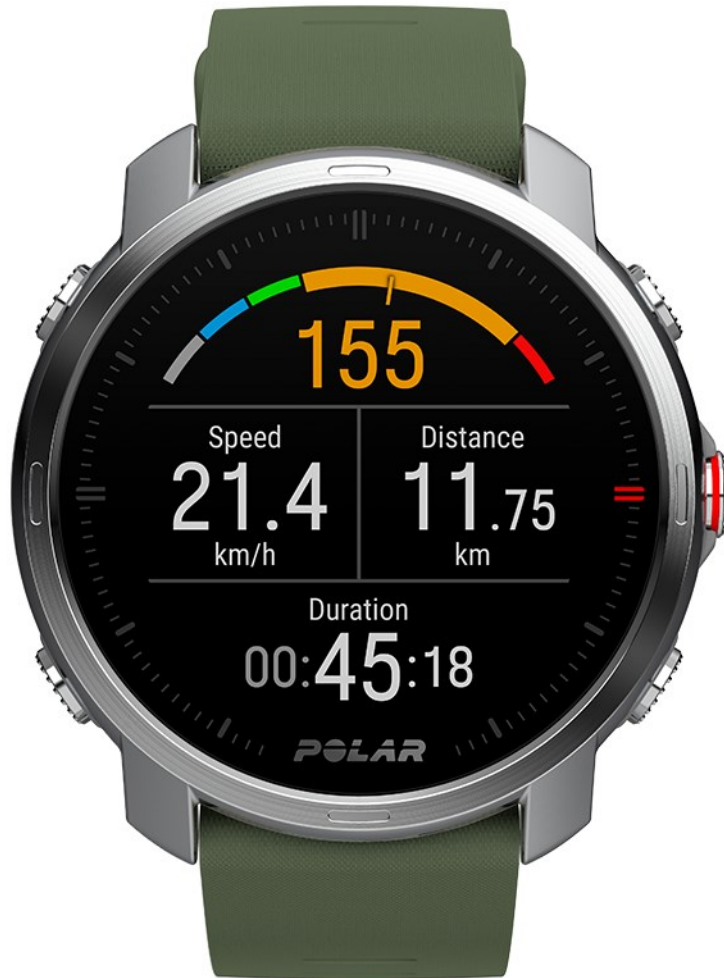 155
Speed Distance
21.4 11.75
km/h km
Duration
00:45:18
POLAR